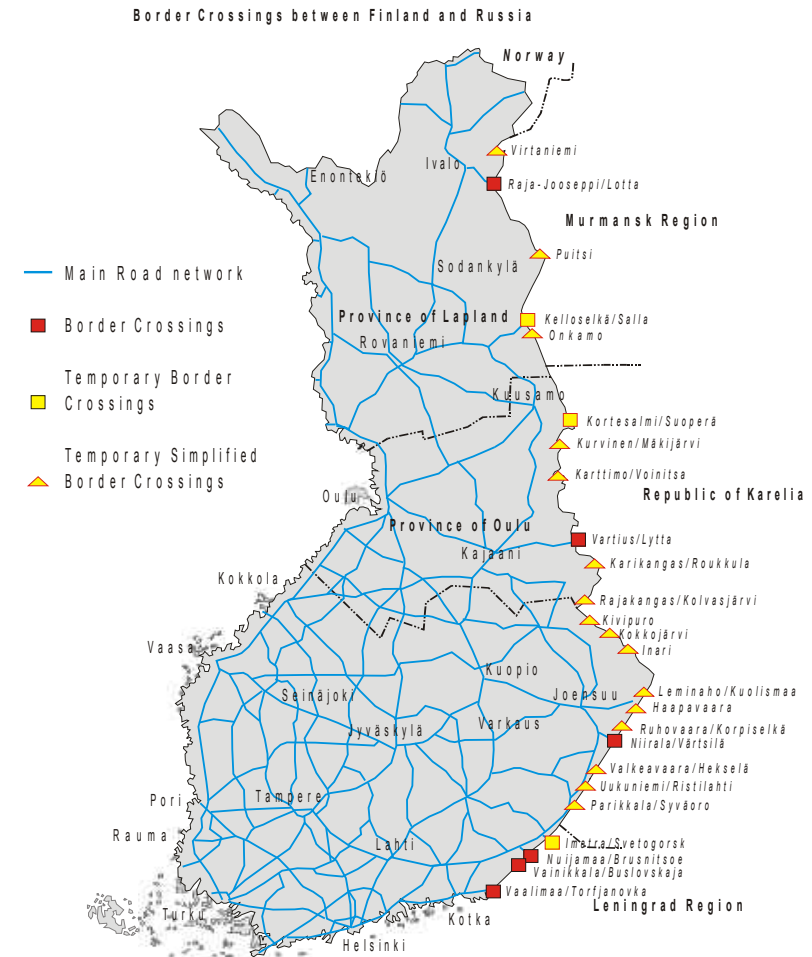 Border Crossings between Finland and Russia
Norway
Virtaniemi
Ivalo
Enontekiö
Raja-Jooseppi/Lotta
Murmansk Region
Puitsi
Sodankylä
Main Road network
Province of Lapland
Kelloselkä/Salla
Border Crossings
Onkamo
Rovaniemi
Temporary Border
Crossings
Kuusamo
Kortesalmi/Suoperä
Kurvinen/Mäkijärvi
Temporary Simplified
Border Crossings
Karttimo/Voinitsa
Oulu
Republic of Karelia
Province of Oulu
Vartius/Lytta
Kajaani
Karikangas/Roukkula
Kokkola
Rajakangas/Kolvasjärvi
Kivipuro
Kokkojärvi
Vaasa
Inari
Kuopio
Seinäjoki
Joensuu
Leminaho/Kuolismaa
Haapavaara
Jyväskylä
Varkaus
Ruhovaara/Korpiselkä
Niirala/Värtsilä
Valkeavaara/Hekselä
Uukuniemi/Ristilahti
Pori
Tampere
Parikkala/Syväoro
Rauma
Lahti
Imatra/Svetogorsk
Nuijamaa/Brusnitsoe
Vainikkala/Buslovskaja
Vaalimaa/Torfjanovka
Leningrad Region
Turku
Kotka
Helsinki